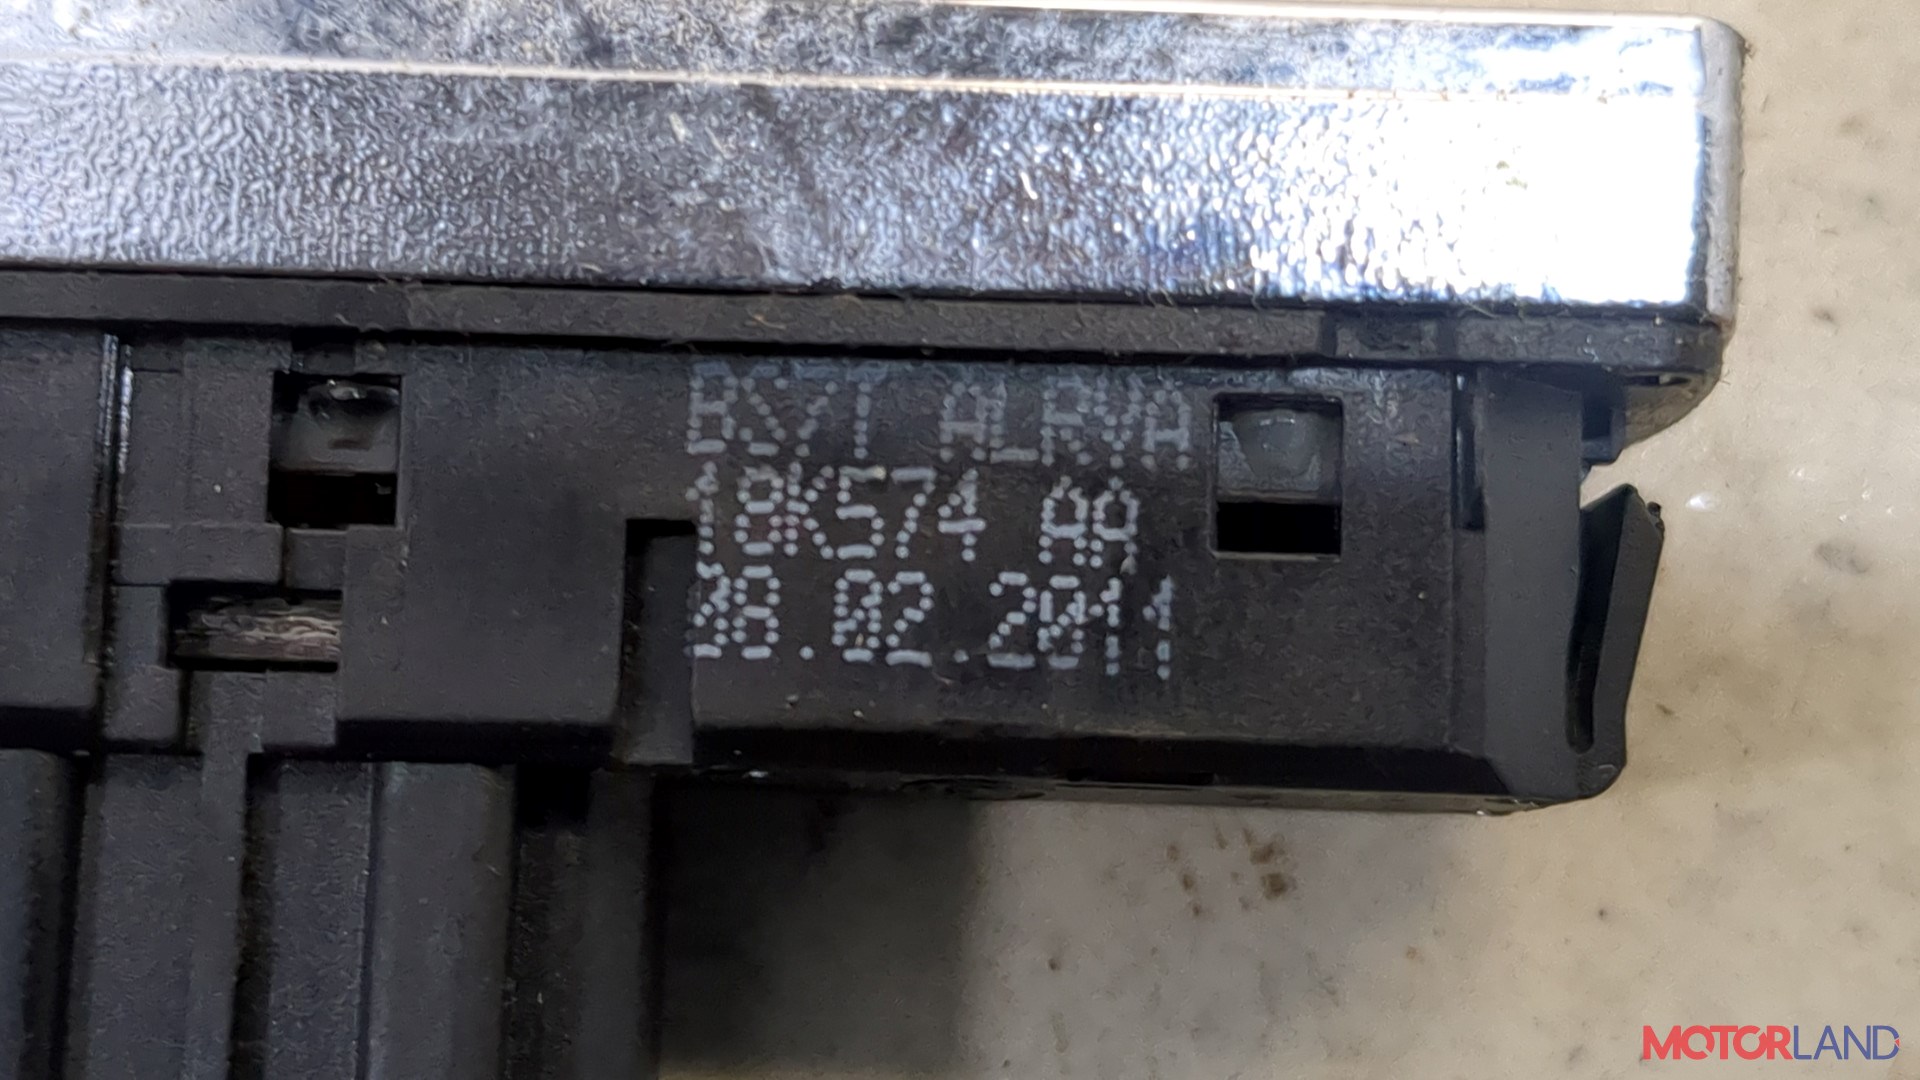 BS7T ALRVA
18K574 AA
08.02.2011
MOTORLAND